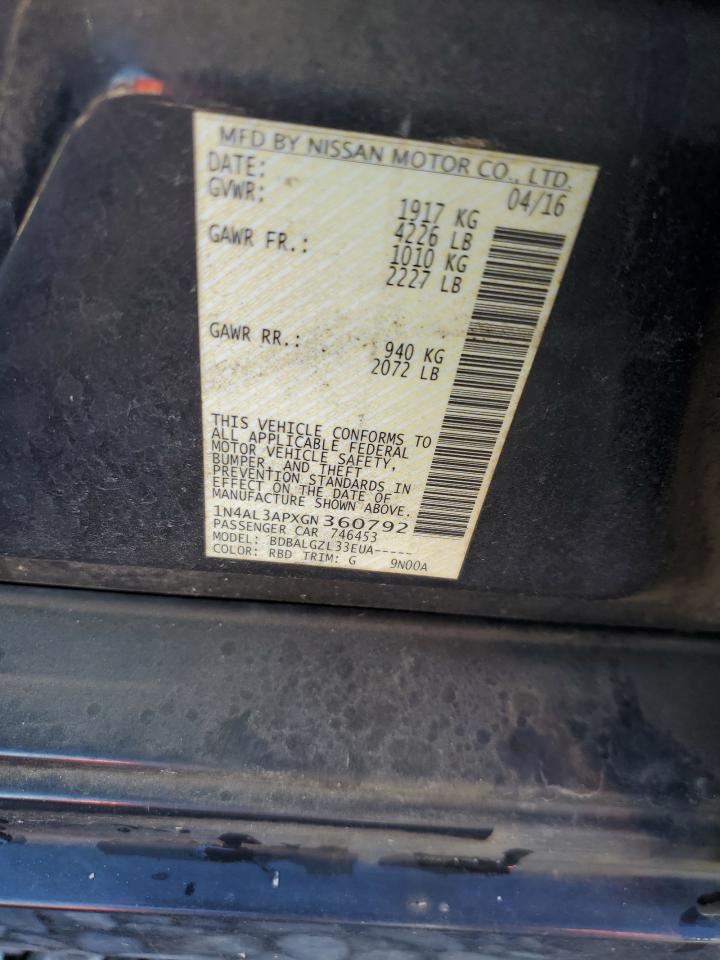 MFD BY NISSAN MOTOR CO., LTD.
DATE: 04/16
GVWR: 1917 KG
4226 LB
GAWR FR.: 1010 KG
2227 LB
GAWR RR.: 940 KG
2072 LB
THIS VEHICLE CONFORMS TO
ALL APPLICABLE FEDERAL
MOTOR VEHICLE SAFETY,
BUMPER, AND THEFT
PREVENTION STANDARDS IN
EFFECT ON THE DATE OF
MANUFACTURE SHOWN ABOVE.
1N4AL3APXGN360792
PASSENGER CAR 746453
MODEL: BDBALGZL33EUA-----
COLOR: RBD TRIM: G 9N00A